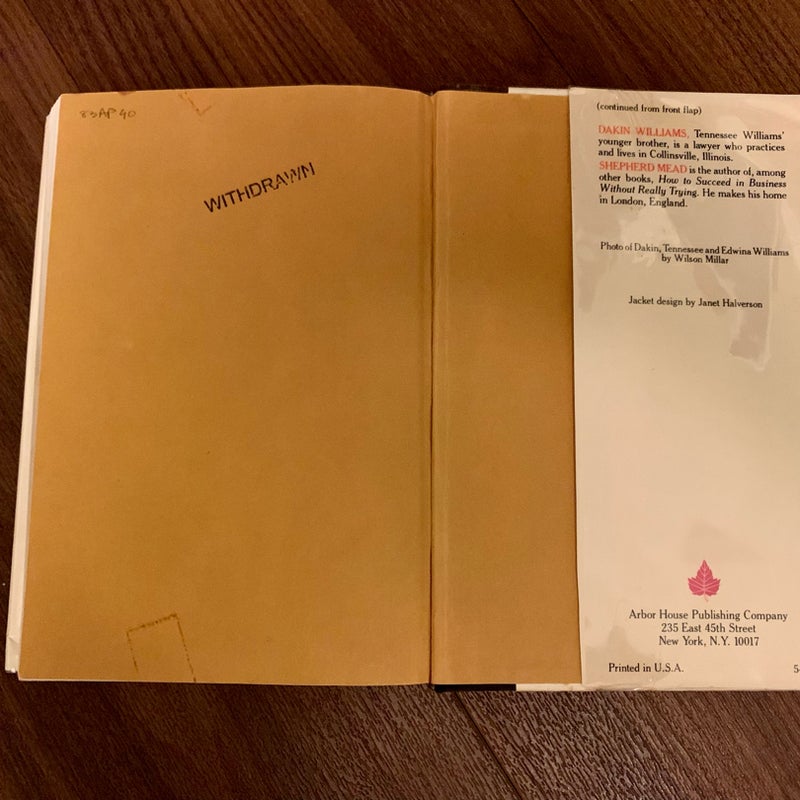 83AP40
WITHDRAWN
(continued from front flap)
DAKIN WILLIAMS, Tennessee Williams'
younger brother, is a lawyer who practices
and lives in Collinsville, Illinois.
SHEPHERD MEAD is the author of, among
other books, How to Succeed in Business
Without Really Trying. He makes his home
in London, England.
Photo of Dakin, Tennessee and Edwina Williams
by Wilson Millar
Jacket design by Janet Halverson
Arbor House Publishing Company
235 East 45th Street
New York, N.Y. 10017
Printed in U.S.A.